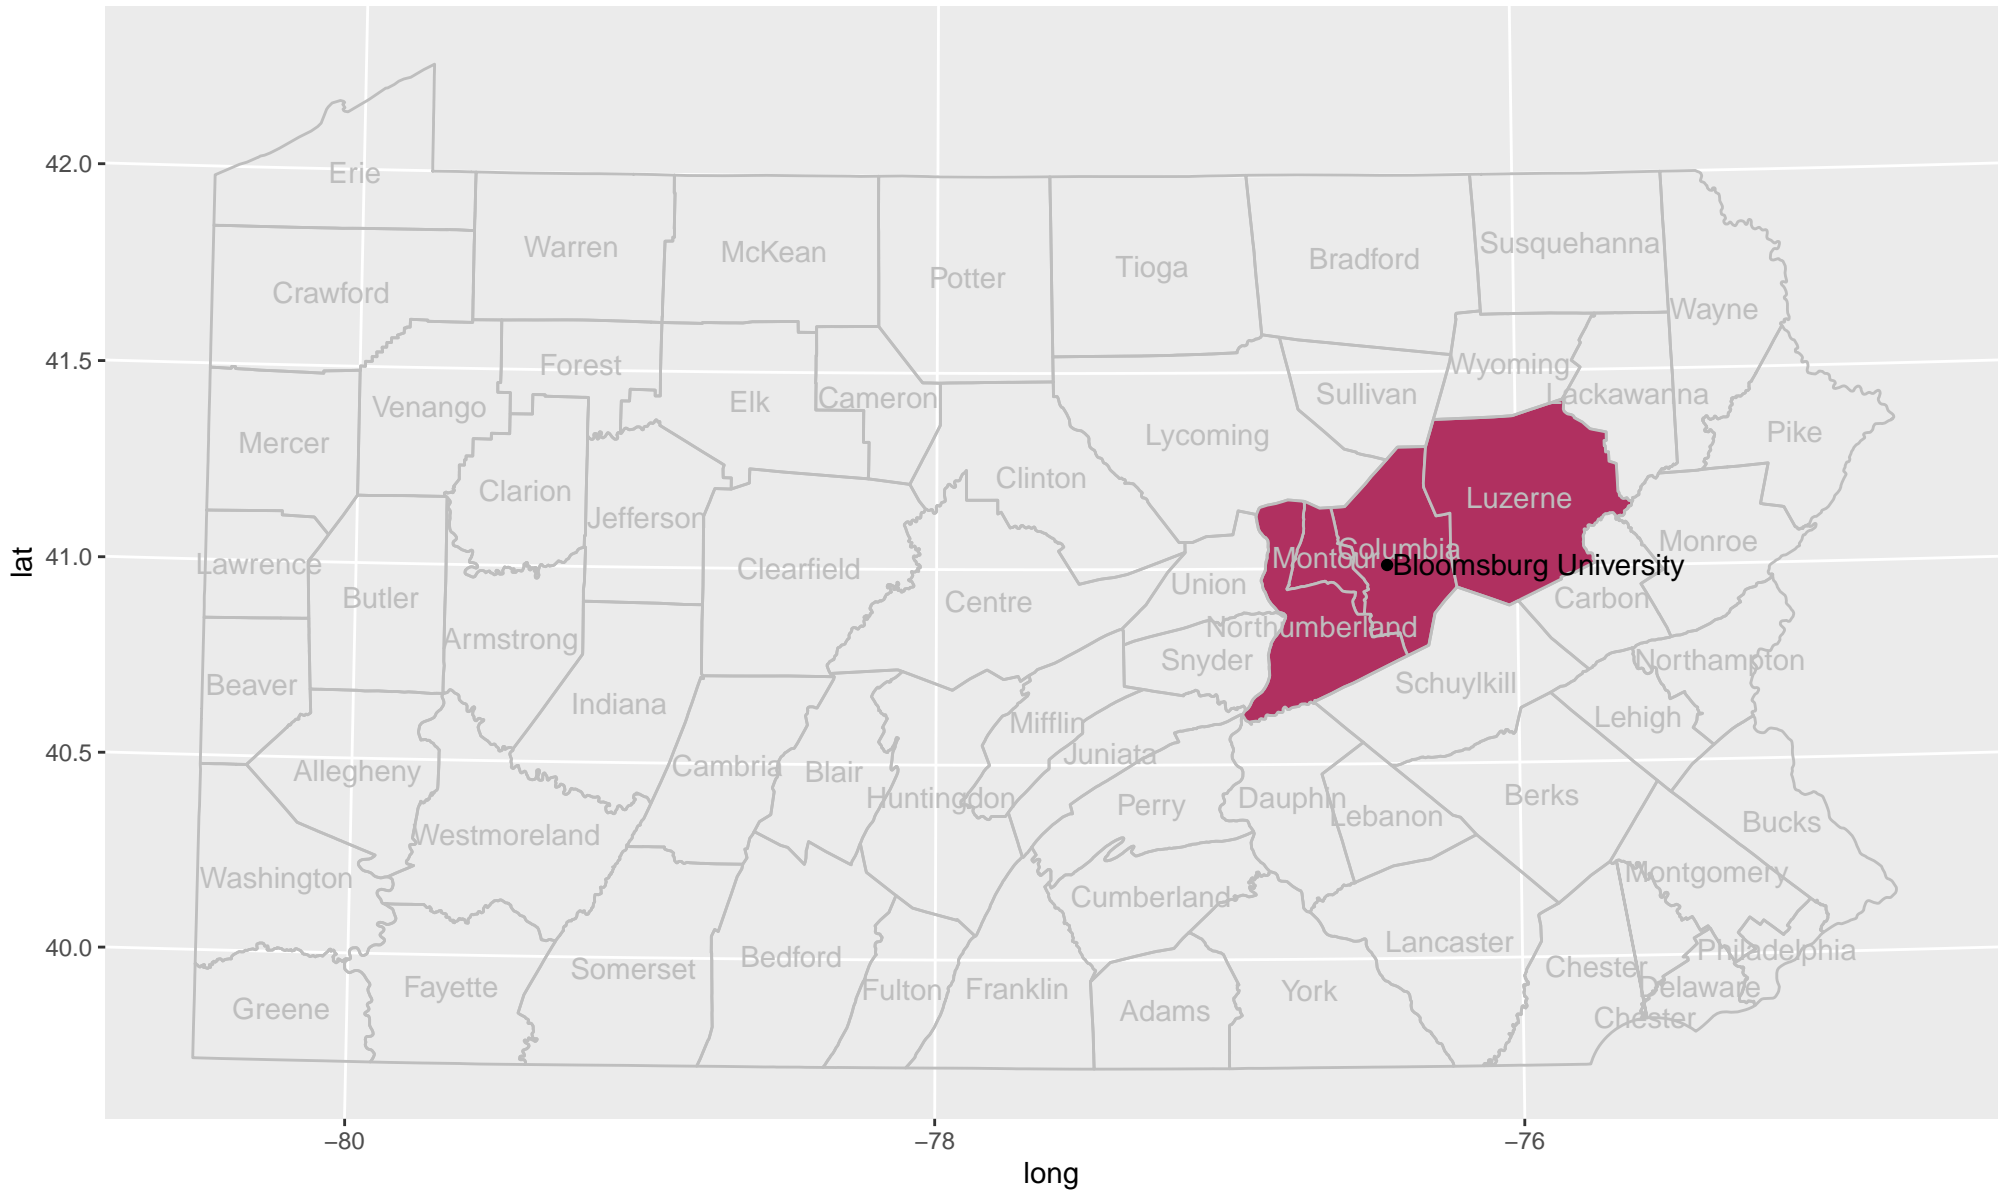 Erie
42.0
Warren
McKean
Susquehanna
Bradford
Tioga
Potter
Crawford
Wayne
41.5
Forest
Wyoming
Sullivan
Lackawanna
Cameron
Elk
Venango
Pike
Lycoming
Mercer
Clinton
Clarion
Luzerne
Jefferson
Monroe
Columbia
41.0
Montour
Lawrence
Bloomsburg University
Clearfield
Union
Butler
Carbon
Centre
lat
Northumberland
Armstrong
Snyder
Northampton
Beaver
Schuylkill
Indiana
Lehigh
Mifflin
40.5
Juniata
Cambria
Blair
Allegheny
Huntingdon
Dauphin
Berks
Perry
Lebanon
Bucks
Westmoreland
Montgomery
Washington
Cumberland
40.0
Lancaster
Philadelphia
Bedford
Somerset
Chester
Fayette
Fulton
Franklin
York
Delaware
Greene
Adams
Chester
−80
−78
−76
long